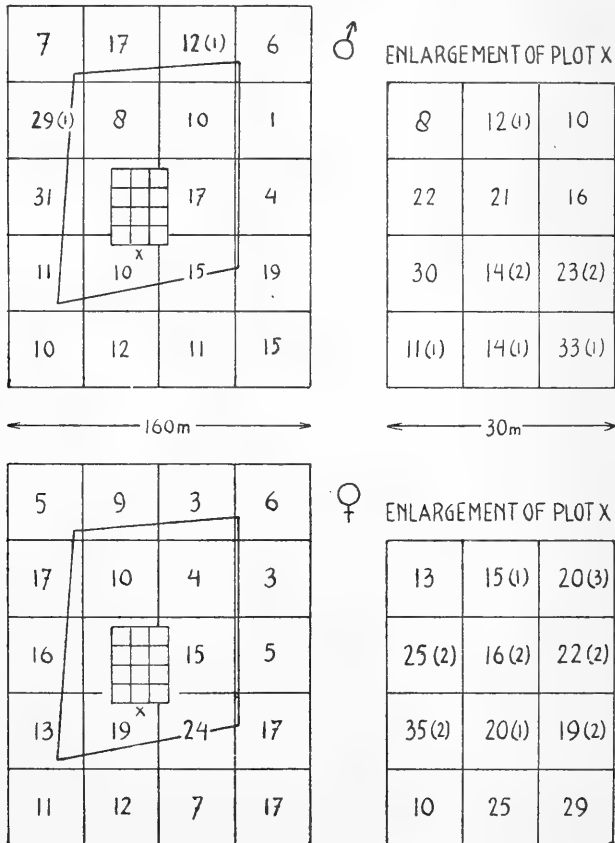 7 17 12(1) 6
29(1) 8 10 1
31 17 4
x
11 10 15 19
10 12 11 15
160m
♂ ENLARGEMENT OF PLOT X
8 12(1) 10
22 21 16
30 14(2) 23(2)
11(1) 14(1) 33(1)
30m
5 9 3 6
17 10 4 3
16 15 5
x
13 19 24 17
11 12 7 17
♀ ENLARGEMENT OF PLOT X
13 15(1) 20(3)
25(2) 16(2) 22(2)
35(2) 20(1) 19(2)
10 25 29